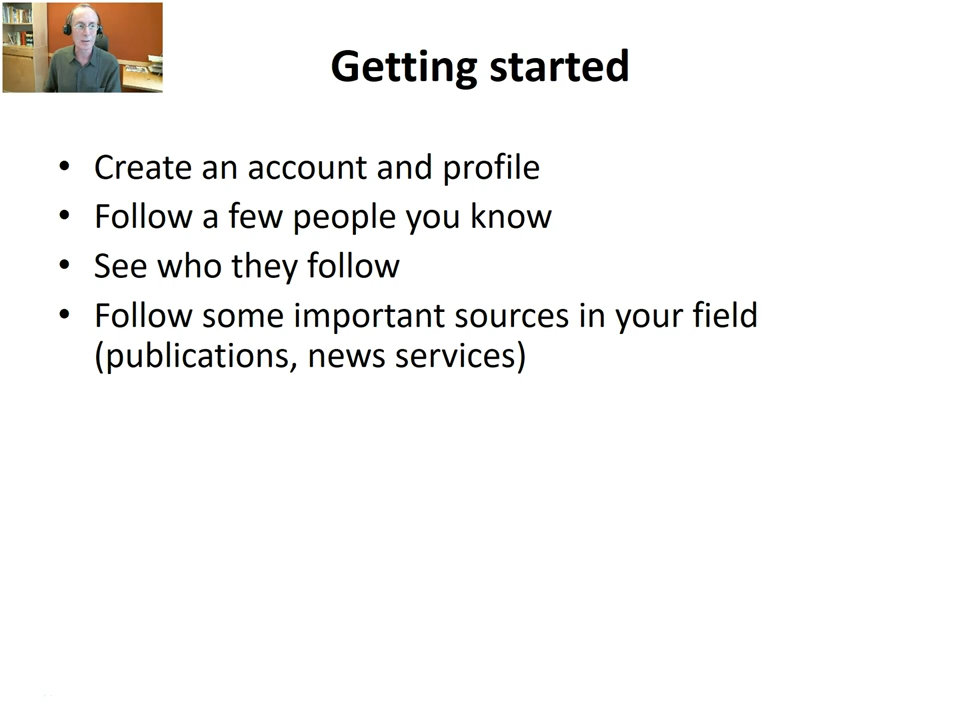 Getting started
• Create an account and profile
• Follow a few people you know
• See who they follow
• Follow some important sources in your field
(publications, news services)